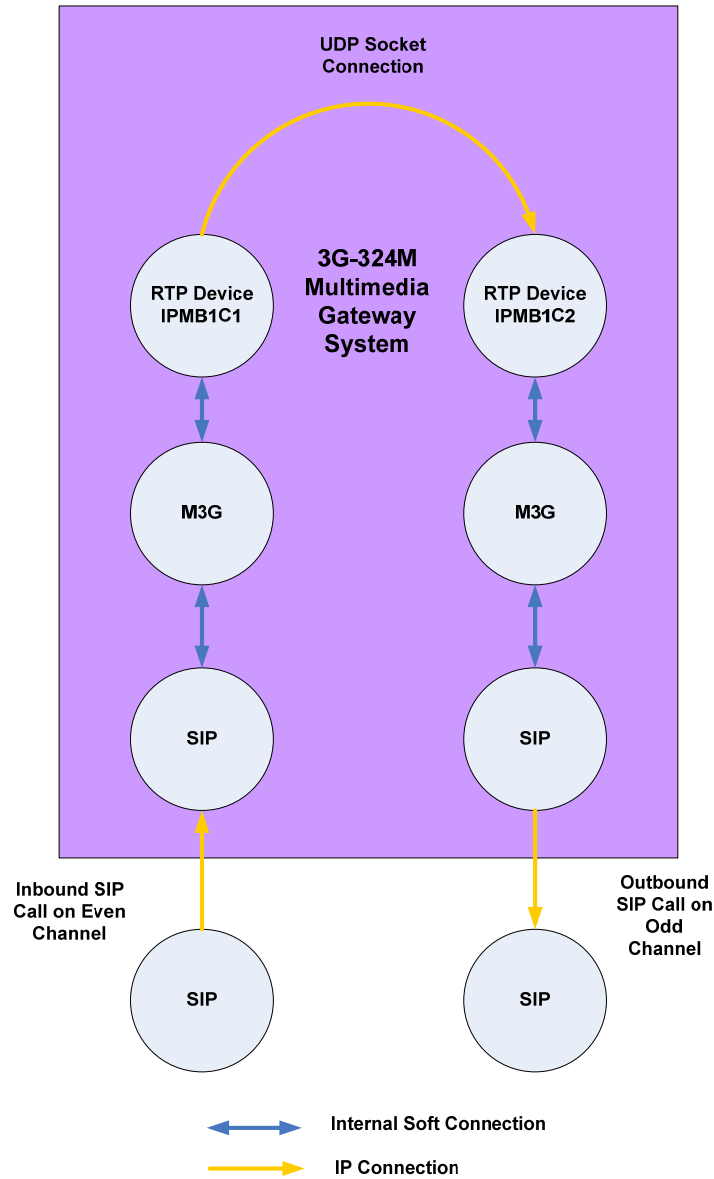 UDP Socket
Connection
3G-324M
Multimedia
Gateway
System
RTP Device
IPMB1C1
RTP Device
IPMB1C2
M3G
M3G
SIP
SIP
Inbound SIP
Call on Even
Channel
Outbound
SIP Call on
Odd
Channel
SIP
SIP
Internal Soft Connection
IP Connection